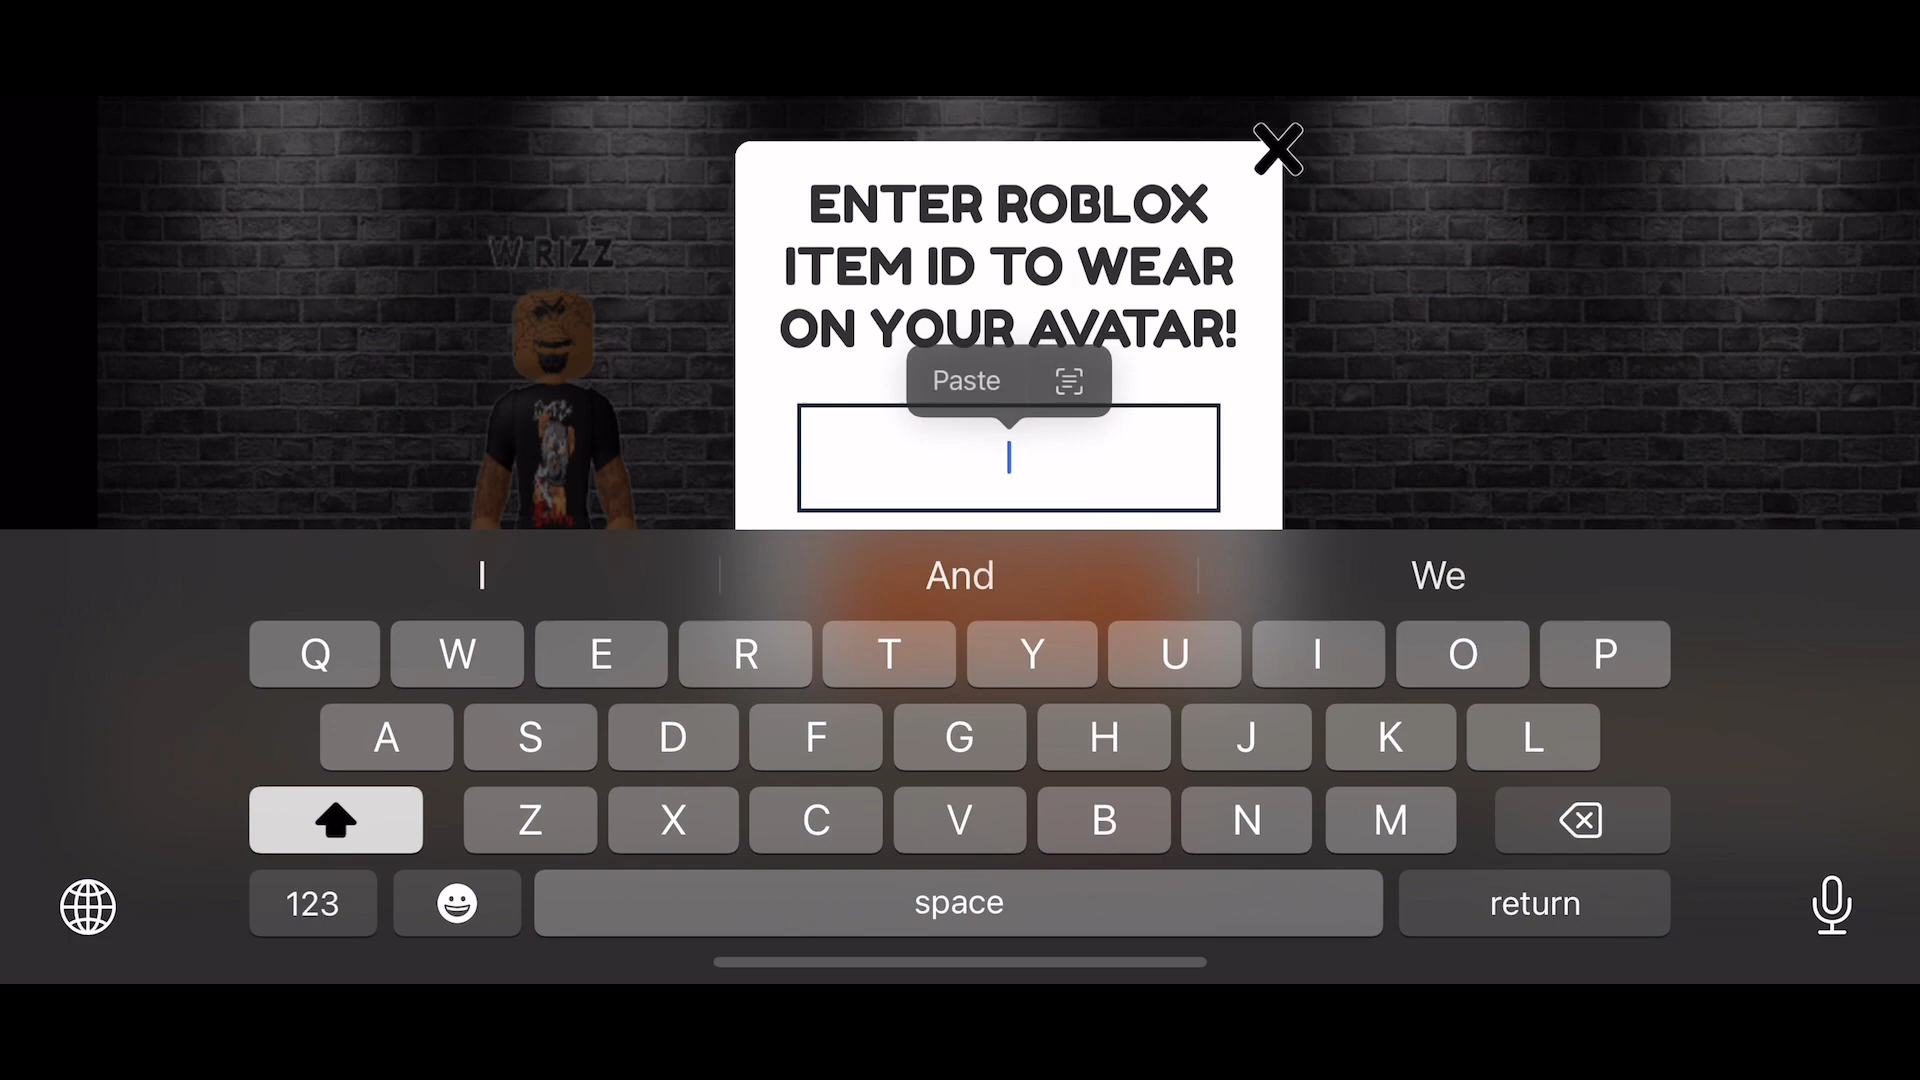 ENTER ROBLOX
ITEM ID TO WEAR
ON YOUR AVATAR!
W RIZZ
Paste
I
And
We
Q W E R T Y U I O P
A S D F G H J K L
Z X C V B N M
123
space
return